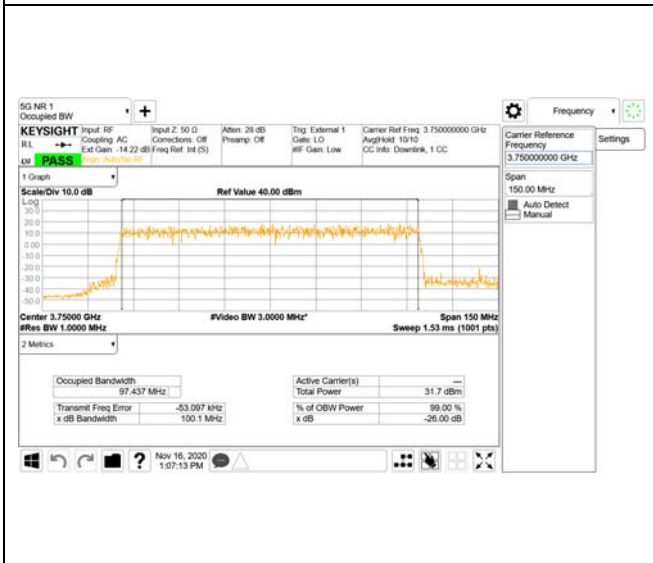 5G NR 1
Occupied BW
+
Frequency
KEYSIGHT
RL
PASS
Input: RF
Coupling: AC
Ext Gain: -14.22 dB
Align: Auto/No RF
Input Z: 50 Ω
Corrections: Off
Freq Ref: Int (S)
Atten: 28 dB
Preamp: Off
Trig: External 1
Gate: LO
#IF Gain: Low
Carrier Ref Freq: 3.750000000 GHz
Avg|Hold: 10/10
CC Info: Downlink, 1 CC
Carrier Reference
Frequency
3.750000000 GHz
Settings
Span
150.00 MHz
Auto Detect
Manual
1 Graph
Scale/Div 10.0 dB
Ref Value 40.00 dBm
Log
30.0
20.0
10.0
0.00
-10.0
-20.0
-30.0
-40.0
-50.0
Center 3.75000 GHz
#Video BW 3.0000 MHz*
Span 150 MHz
#Res BW 1.0000 MHz
Sweep 1.53 ms (1001 pts)
2 Metrics
Occupied Bandwidth
97.437 MHz
Active Carrier(s) ---
Total Power 31.7 dBm
Transmit Freq Error -53.097 kHz
% of OBW Power 99.00 %
x dB Bandwidth 100.1 MHz
x dB -26.00 dB
?
Nov 16, 2020
1:07:13 PM